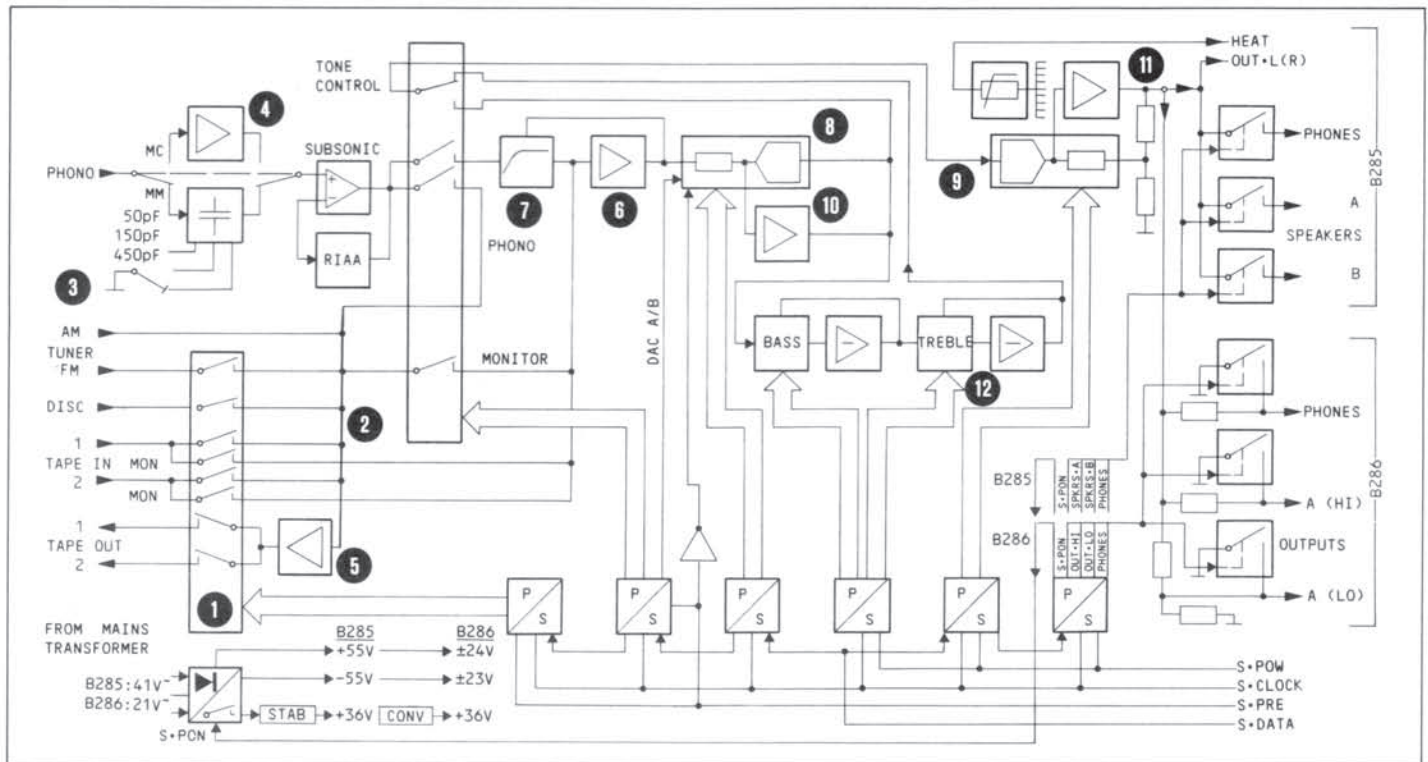 HEAT
OUT•L(R)
TONE
CONTROL
11
4
8
MC
SUBSONIC
PHONES
PHONO
9
B285
MM
10
A
50pF
7
6
SPEAKERS
150pF
PHONO
450pF
RIAA
B
3
AM
DAC A/B
TUNER
FM
MONITOR
BASS
TREBLE
DISC
2
12
PHONES
1
TAPE IN MON
2
B285
S•PON
SPKRS•A
SPKRS•B
PHONES
B286
MON
A (HI)
1
B286
S•PON
OUT•HI
OUT•LO
PHONES
OUTPUTS
TAPE OUT
2
5
P
S
P
S
P
S
P
S
P
S
P
S
A (LO)
1
FROM MAINS
TRANSFORMER
B285 B286
+55V ±24V
S•POW
B285:41V~
-55V ±23V
S•CLOCK
B286:21V~
S•PRE
STAB +36V CONV +36V
S•DATA
S•PON